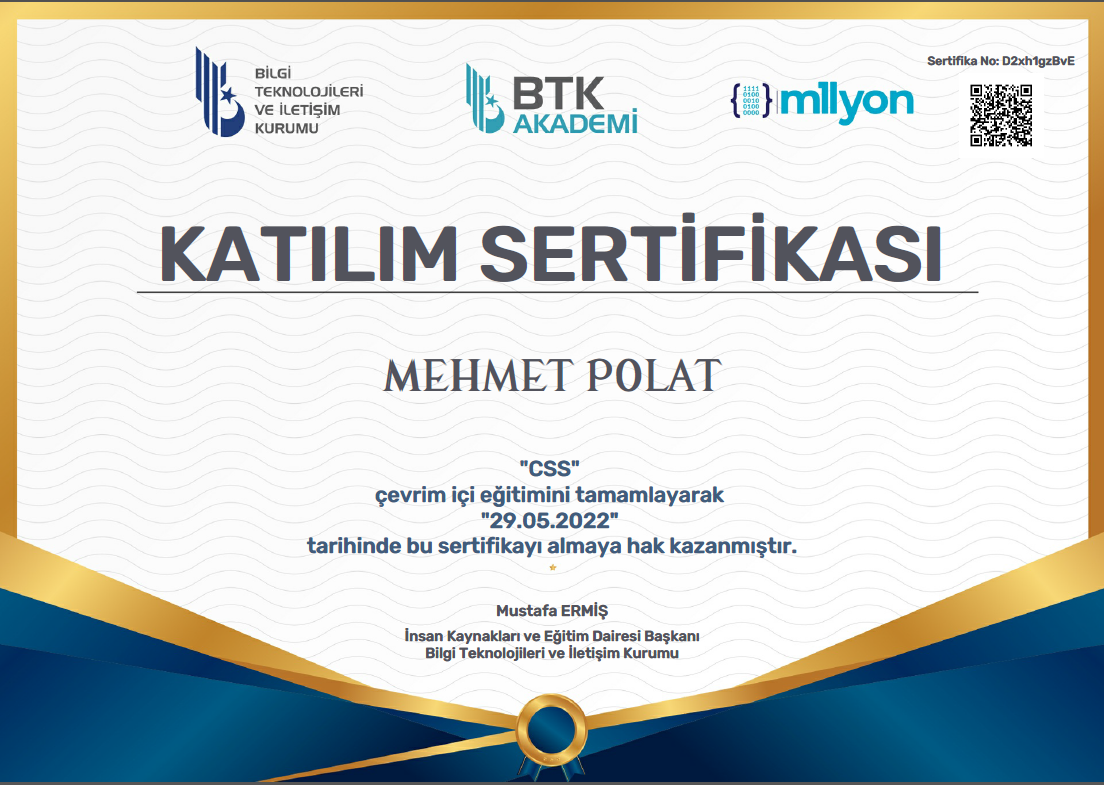 BİLGİ
TEKNOLOJİLERİ
VE İLETİŞİM
KURUMU
BTK
AKADEMİ
1111
0100
0010
0100
0000
m1lyon
Sertifika No: D2xh1gzBvE
KATILIM SERTİFİKASI
MEHMET POLAT
"CSS"
çevrim içi eğitimini tamamlayarak
"29.05.2022"
tarihinde bu sertifikayı almaya hak kazanmıştır.
Mustafa ERMİŞ
İnsan Kaynakları ve Eğitim Dairesi Başkanı
Bilgi Teknolojileri ve İletişim Kurumu